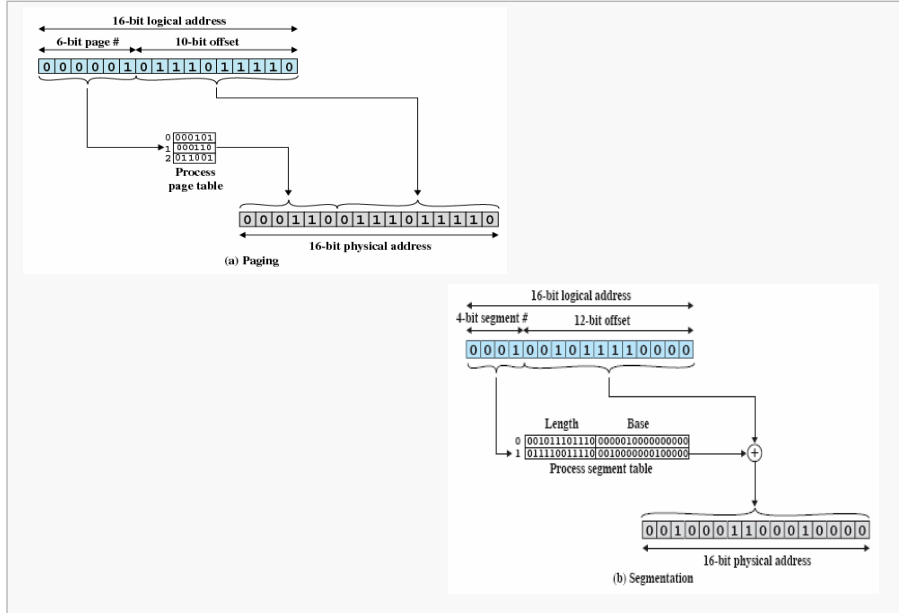 16-bit logical address
6-bit page # 10-bit offset
0 0 0 0 0 1 0 1 1 1 0 1 1 1 1 0
0 000101
1 000110
2 011001
Process
page table
0 0 0 1 1 0 0 1 1 1 0 1 1 1 1 0
16-bit physical address
(a) Paging
16-bit logical address
4-bit segment # 12-bit offset
0 0 0 1 0 0 1 0 1 1 1 1 0 0 0 0
Length Base
0 001011101110 0000010000000000
1 011110011110 0010000000100000
Process segment table
+
0 0 1 0 0 0 1 1 0 0 0 1 0 0 0 0
16-bit physical address
(b) Segmentation